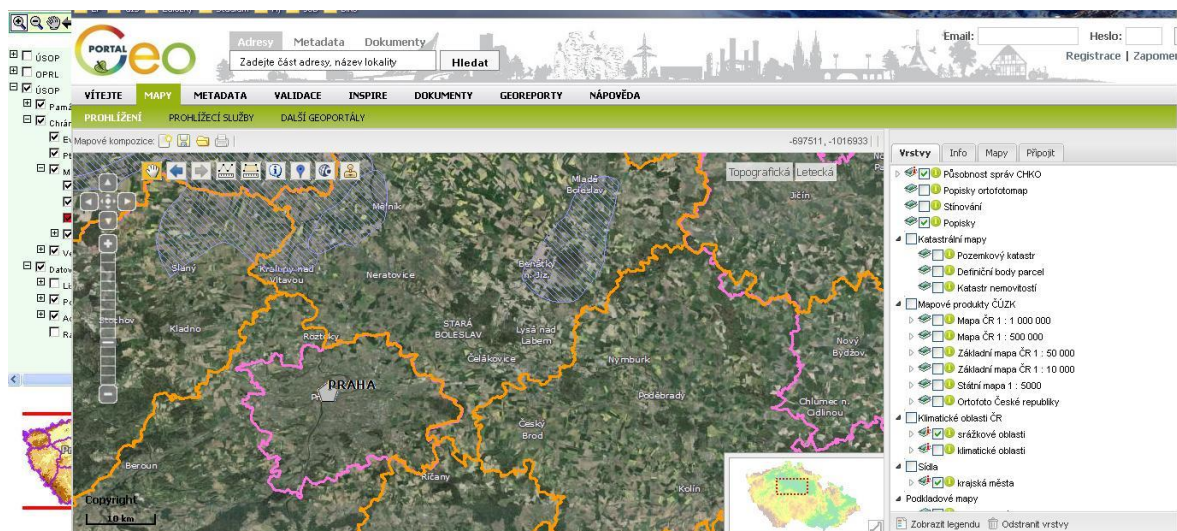 PORTAL
Geo
Adresy Metadata Dokumenty
Zadejte část adresy, název lokality
Hledat
Email:
Heslo:
Registrace | Zapomen
VÍTEJTE MAPY METADATA VALIDACE INSPIRE DOKUMENTY GEOREPORTY NÁPOVĚDA
PROHLÍŽENÍ PROHLÍŽECÍ SLUŽBY DALŠÍ GEOPORTÁLY
Mapové kompozice:
-697511, -1016933
ÚSOP
OPRL
ÚSOP
Pamá
Chrán
Datov
Topografická Letecká
Mladá Boleslav
Jičín
Mělník
Slaný
Kralupy nad Vltavou
Neratovice
Benátky n. Jiz.
Kladno
Roztoky
STARÁ BOLESLAV
Lysá nad Labem
Čelákovice
Nymburk
Nový Bydžov
PRAHA
Poděbrady
Chlumec n. Cidlinou
Český Brod
Beroun
Říčany
Kolín
Copyright
10 km
Vrstvy Info Mapy Připojit
Působnost správ CHKO
Popisky ortofotomap
Stínování
Popisky
Katastrální mapy
Pozemkový katastr
Definiční body parcel
Katastr nemovitostí
Mapové produkty ČÚZK
Mapa ČR 1 : 1 000 000
Mapa ČR 1 : 500 000
Základní mapa ČR 1 : 50 000
Základní mapa ČR 1 : 10 000
Státní mapa 1 : 5000
Ortofoto České republiky
Klimatické oblasti ČR
srážkové oblasti
klimatické oblasti
Sídla
krajská města
Podkladové mapy
Zobrazit legendu Odstranit vrstvy